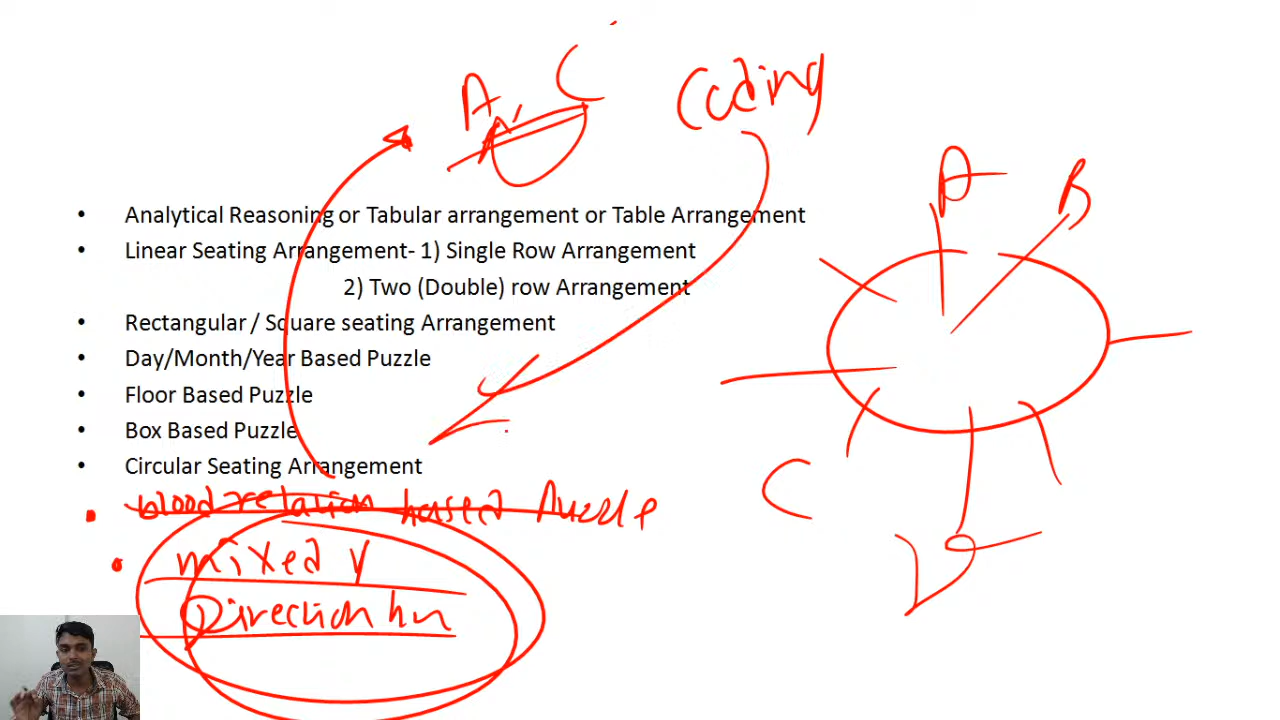 A, C coding
A
A B
• Analytical Reasoning or Tabular arrangement or Table Arrangement
• Linear Seating Arrangement- 1) Single Row Arrangement
2) Two (Double) row Arrangement
• Rectangular / Square seating Arrangement
• Day/Month/Year Based Puzzle
• Floor Based Puzzle
• Box Based Puzzle
• Circular Seating Arrangement
C
• blood relation based Puzzle
• mixed
Direction
D